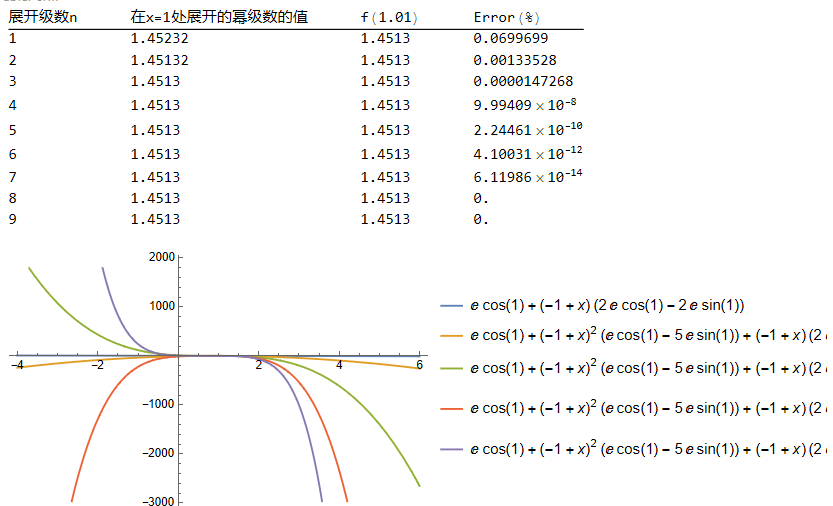 展开级数n 在x=1处展开的幂级数的值 f(1.01) Error(%)
1 1.45232 1.4513 0.0699699
2 1.45132 1.4513 0.00133528
3 1.4513 1.4513 0.0000147268
4 1.4513 1.4513 9.99409×10⁻⁸
5 1.4513 1.4513 2.24461×10⁻¹⁰
6 1.4513 1.4513 4.10031×10⁻¹²
7 1.4513 1.4513 6.11986×10⁻¹⁴
8 1.4513 1.4513 0.
9 1.4513 1.4513 0.
2000
1000
-4 -2 2 4 6
-1000
-2000
-3000
e cos(1)+(-1+x)(2 e cos(1)-2 e sin(1))
e cos(1)+(-1+x)² (e cos(1)-5 e sin(1))+(-1+x)(2
e cos(1)+(-1+x)² (e cos(1)-5 e sin(1))+(-1+x)(2
e cos(1)+(-1+x)² (e cos(1)-5 e sin(1))+(-1+x)(2
e cos(1)+(-1+x)² (e cos(1)-5 e sin(1))+(-1+x)(2